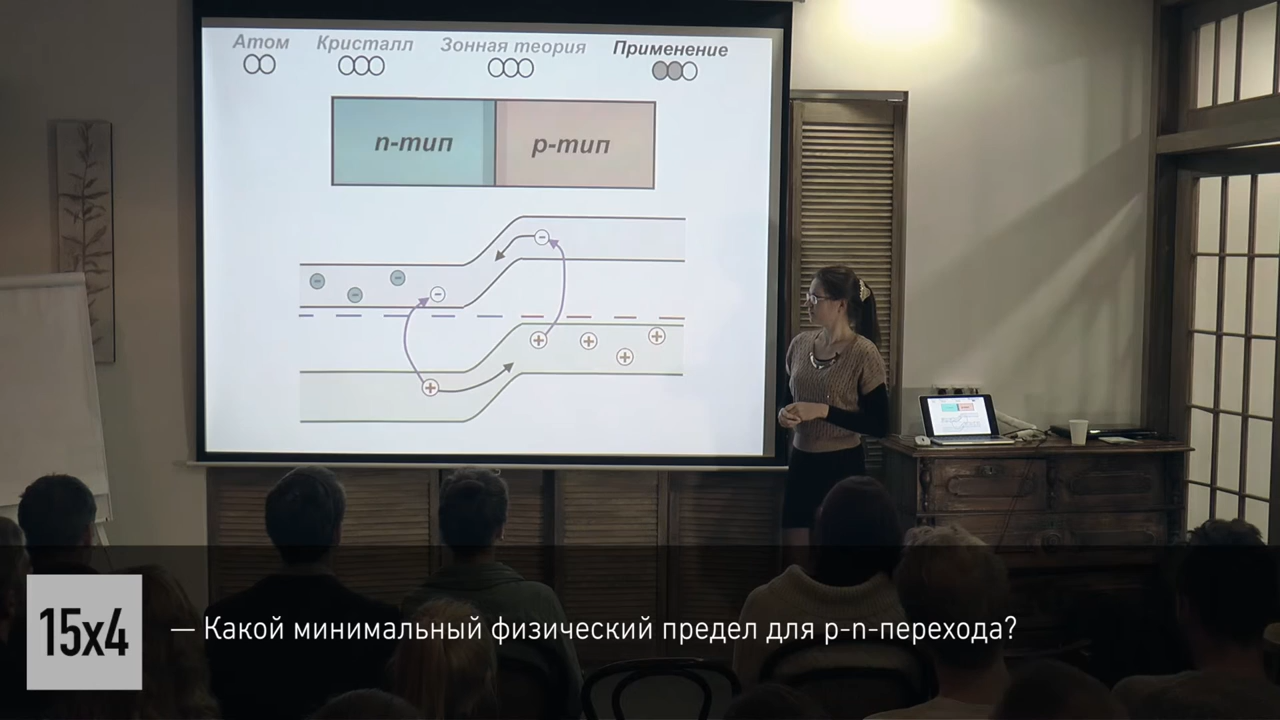 Атом Кристалл Зонная теория Применение
n-тип p-тип
15x4
— Какой минимальный физический предел для p-n-перехода?